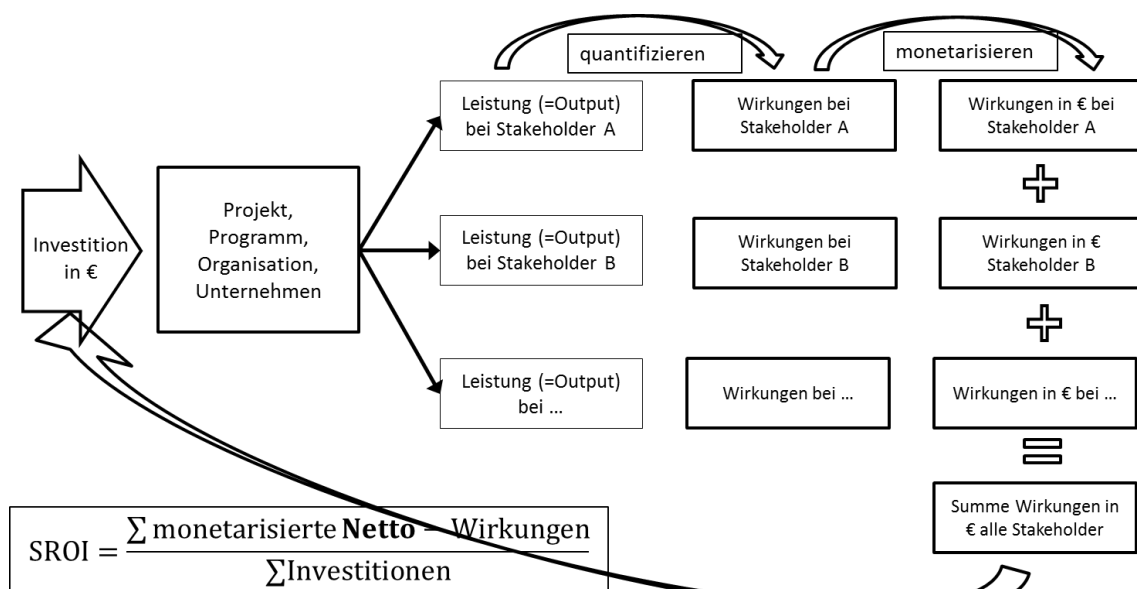 quantifizieren
monetarisieren
Leistung (=Output)
bei Stakeholder A
Wirkungen bei
Stakeholder A
Wirkungen in € bei
Stakeholder A
Investition
in €
Projekt,
Programm,
Organisation,
Unternehmen
Leistung (=Output)
bei Stakeholder B
Wirkungen bei
Stakeholder B
Wirkungen in €
Stakeholder B
Leistung (=Output)
bei ...
Wirkungen bei ...
Wirkungen in € bei ...
Summe Wirkungen in
€ alle Stakeholder
SROI = ∑ monetarisierte Netto − Wirkungen
∑Investitionen